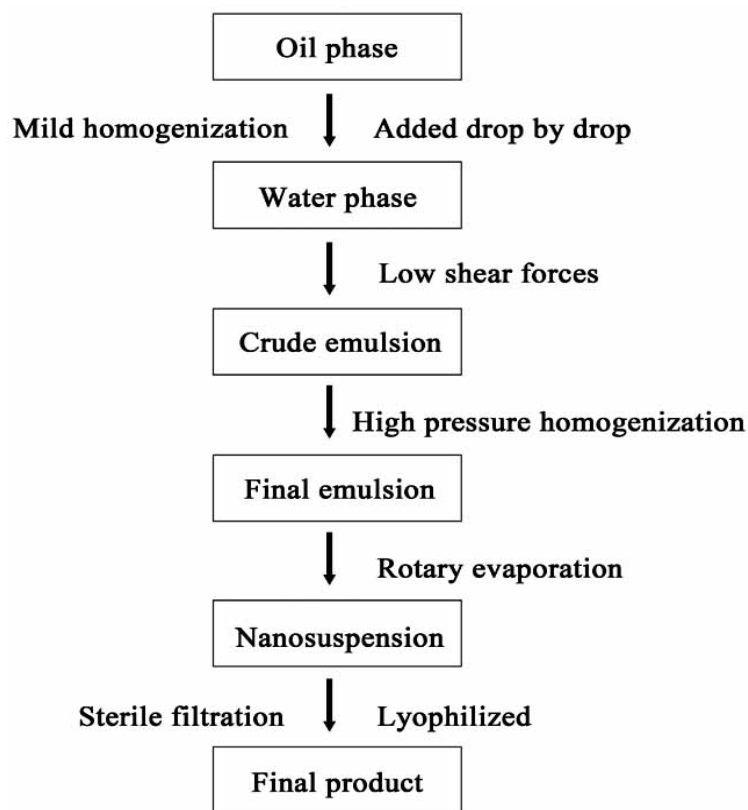 Oil phase
Mild homogenization Added drop by drop
Water phase
Low shear forces
Crude emulsion
High pressure homogenization
Final emulsion
Rotary evaporation
Nanosuspension
Sterile filtration Lyophilized
Final product